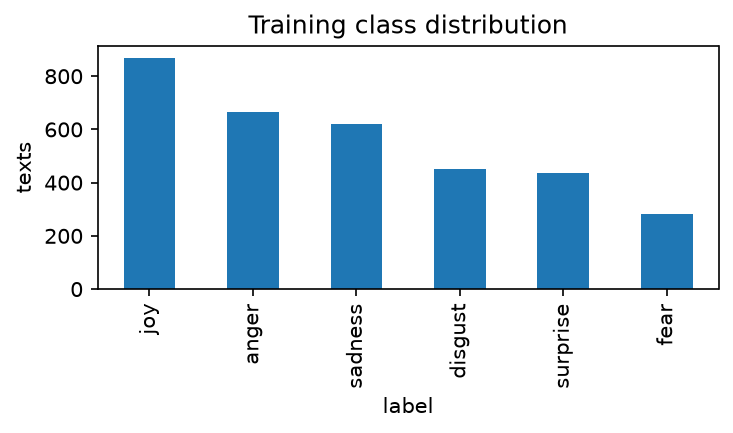 Training class distribution
texts
800
600
400
200
0
joy
anger
sadness
disgust
surprise
fear
label